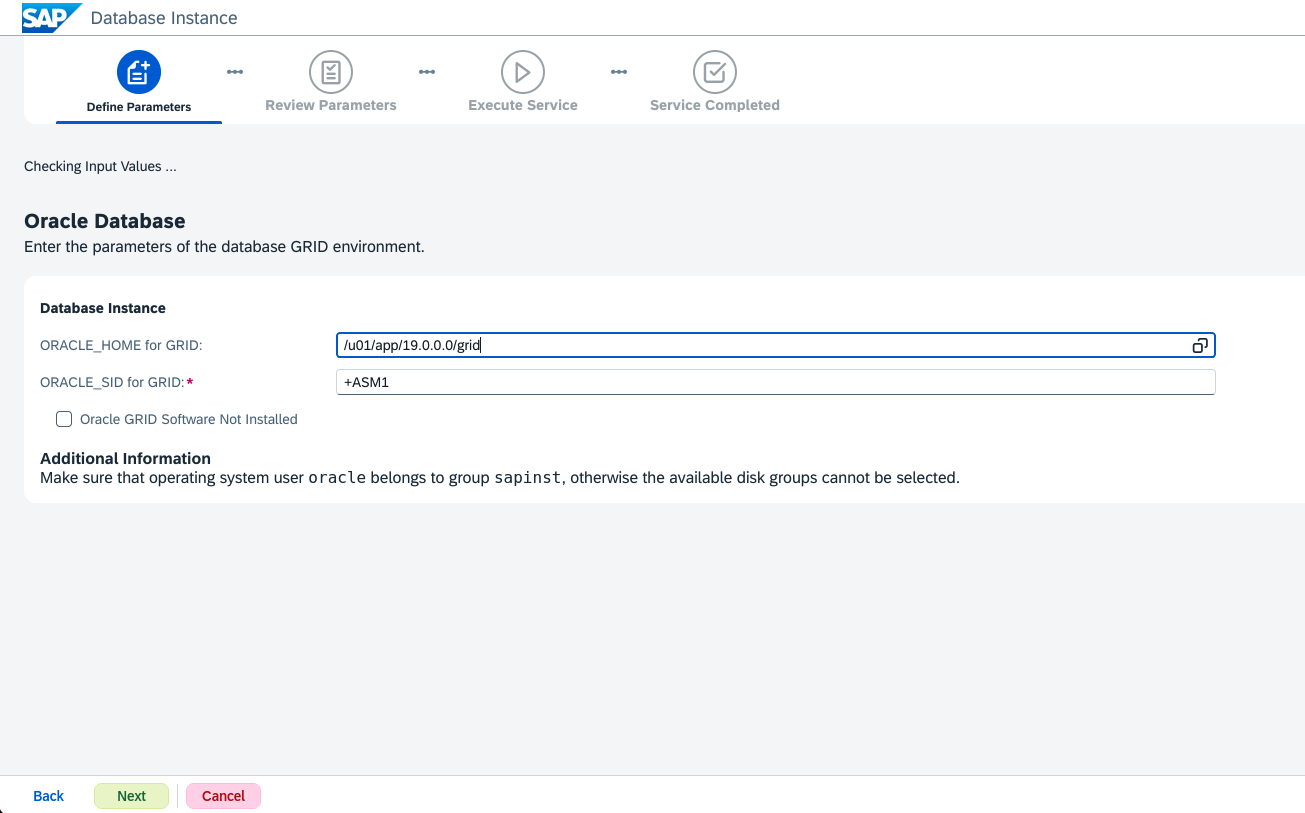 SAP Database Instance
Define Parameters
Review Parameters
Execute Service
Service Completed
Checking Input Values ...
Oracle Database
Enter the parameters of the database GRID environment.
Database Instance
ORACLE_HOME for GRID: /u01/app/19.0.0.0/grid
ORACLE_SID for GRID:* +ASM1
Oracle GRID Software Not Installed
Additional Information
Make sure that operating system user oracle belongs to group sapinst, otherwise the available disk groups cannot be selected.
Back Next Cancel